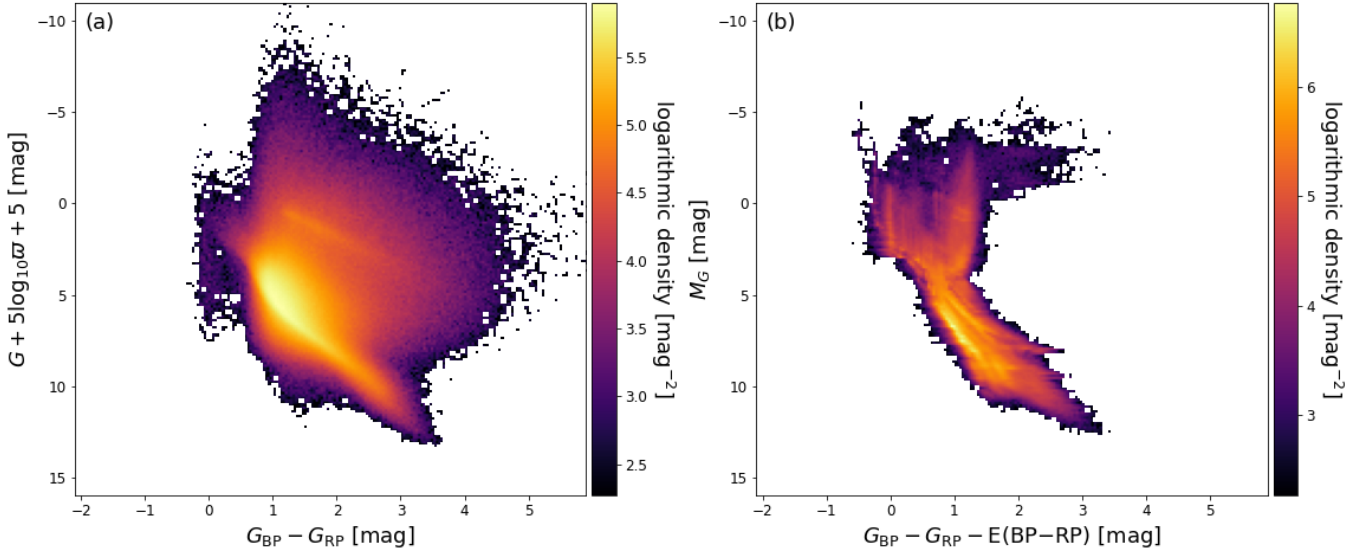 (a)
−10
−5
0
5
10
15
G + 5log₁₀ϖ + 5 [mag]
−2 −1 0 1 2 3 4 5
G_BP − G_RP [mag]
5.5
5.0
4.5
4.0
3.5
3.0
2.5
logarithmic density [mag⁻²]
(b)
−10
−5
0
5
10
15
M_G [mag]
−2 −1 0 1 2 3 4 5
G_BP − G_RP − E(BP−RP) [mag]
6
5
4
3
logarithmic density [mag⁻²]